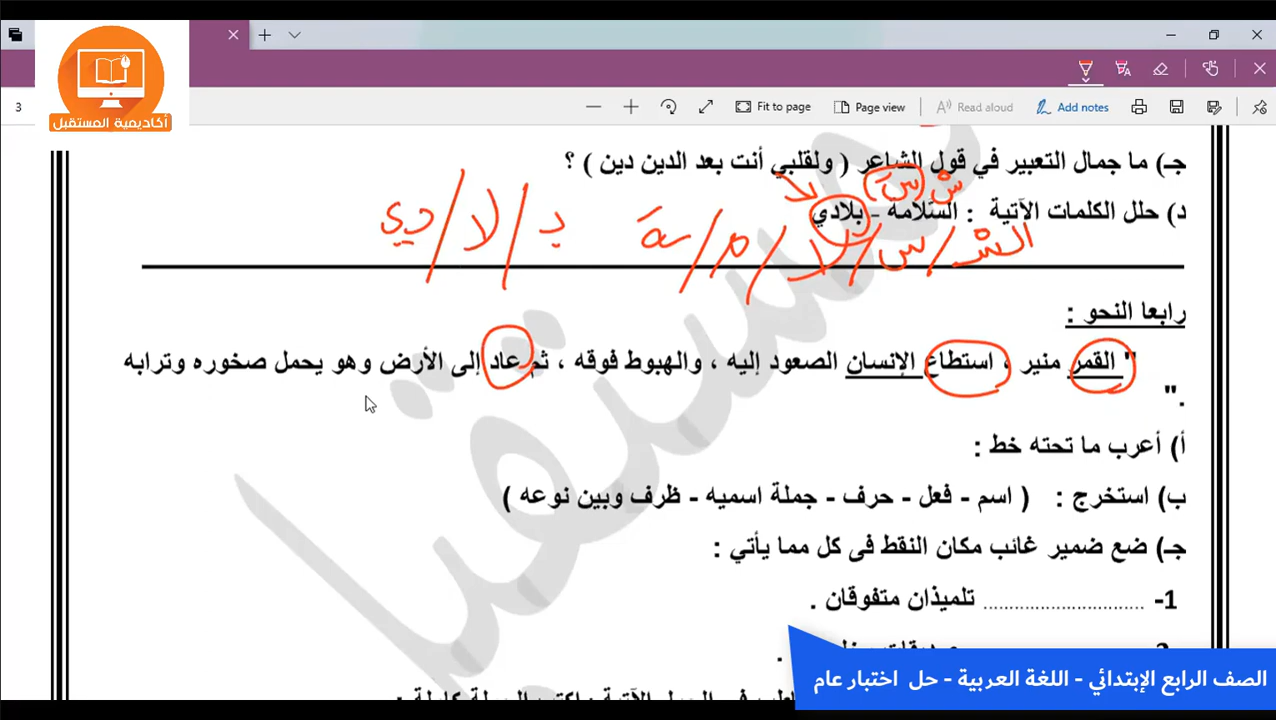 أكاديمية المستقبل
3
Fit to page
Page view
Read aloud
Add notes
جـ) ما جمال التعبير في قول الشاعر ( ولقلبي أنت بعد الدين دين ) ؟
سَ شْ
د) حلل الكلمات الآتية : السَّلامة - بلادي
بـ / لا / دي
رابعا النحو :
" القمر منير ، استطاع الإنسان الصعود إليه ، والهبوط فوقه ، ثم عاد إلى الأرض وهو يحمل صخوره وترابه
. "
أ) أعرب ما تحته خط :
ب) استخرج : ( اسم - فعل - حرف - جملة اسميه - ظرف وبين نوعه )
جـ) ضع ضمير غائب مكان النقط فى كل مما يأتي :
1- ............................... تلميذان متفوقان .
الصف الرابع الإبتدائي - اللغة العربية - حل اختبار عام